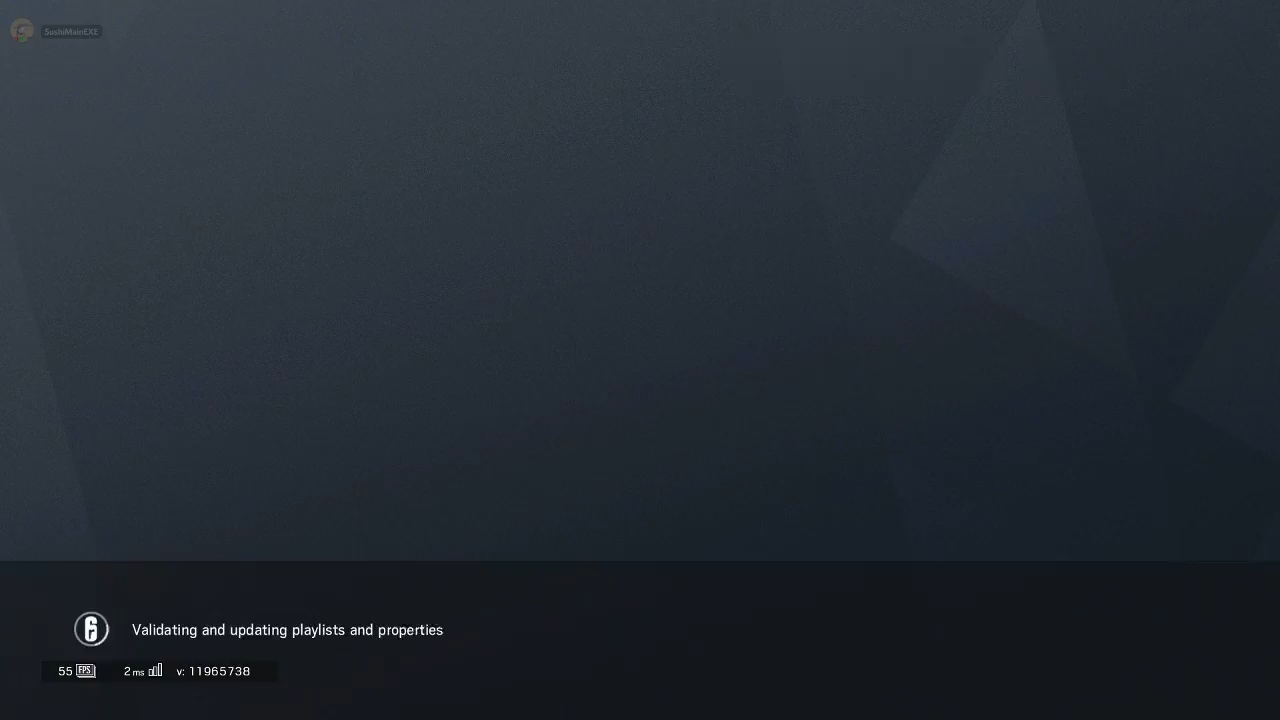 SushiMainEXE
Validating and updating playlists and properties
55 FPS 2 ms v: 11965738